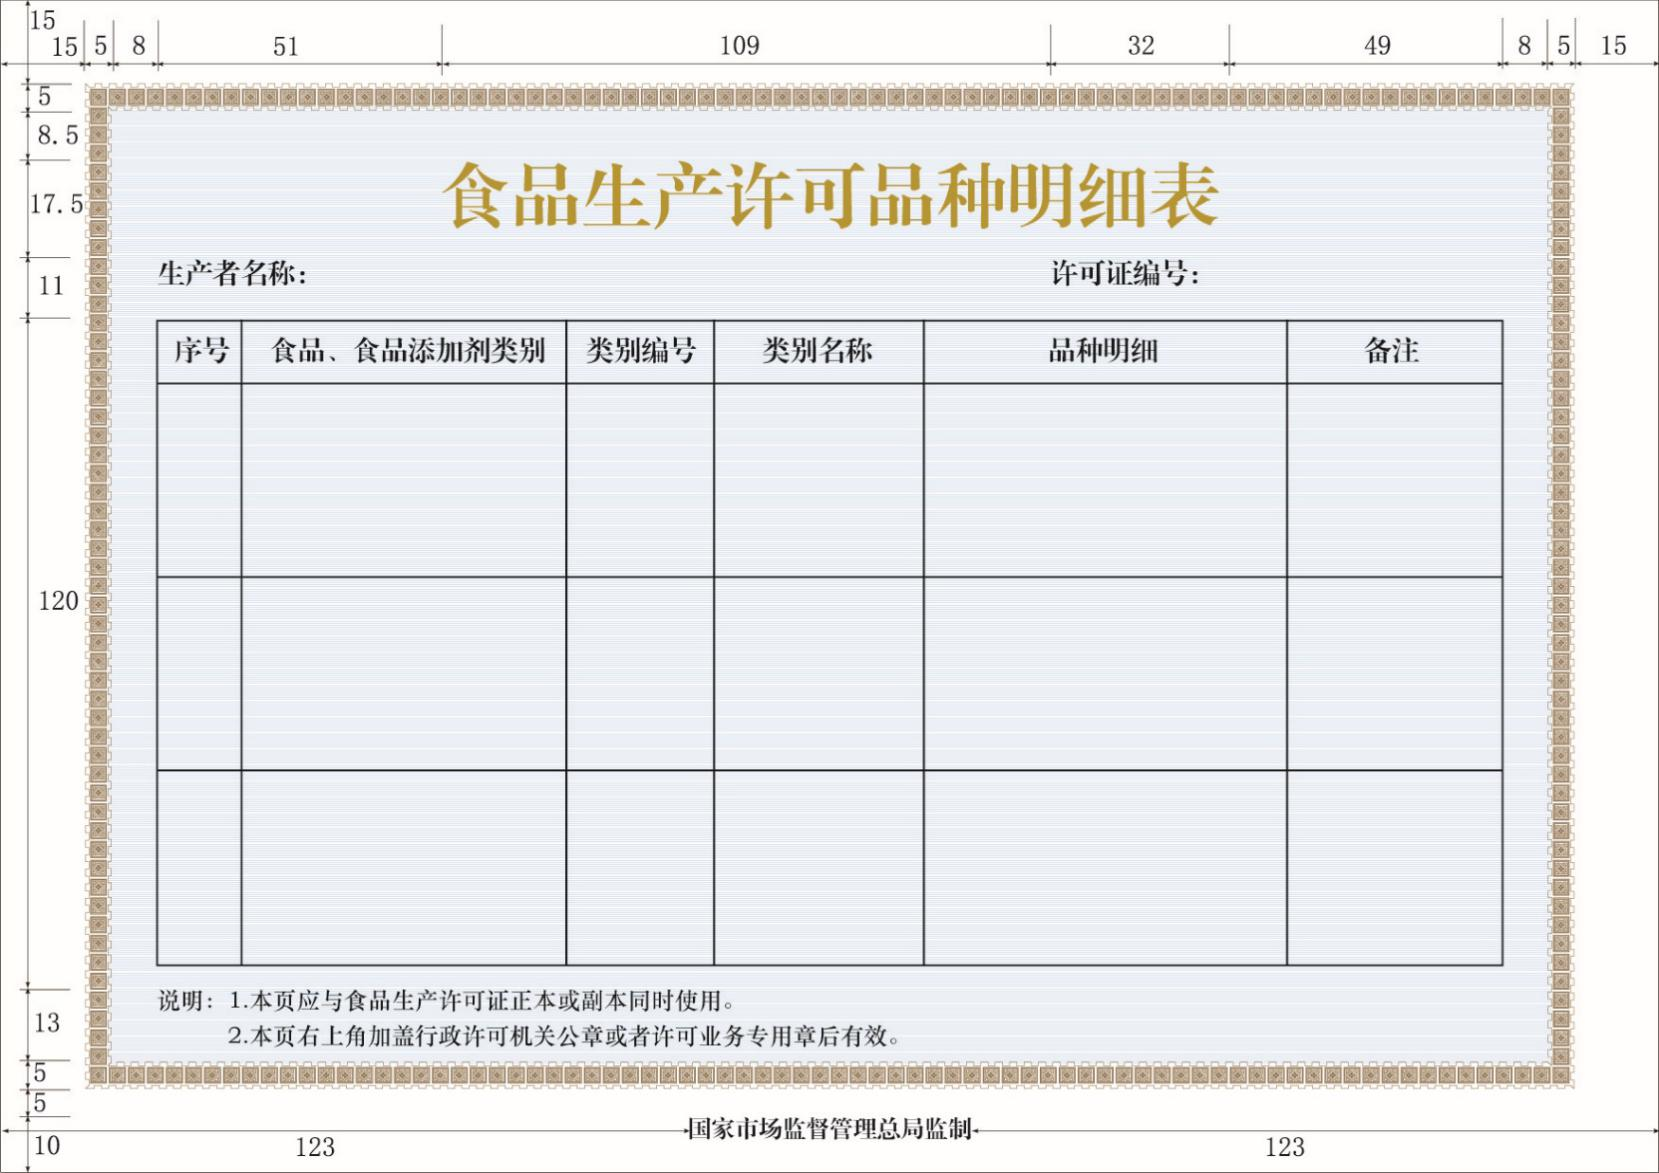 15
15 5 8 51 109 32 49 8 5 15
5
8.5
食品生产许可品种明细表
17.5
生产者名称： 许可证编号：
11
序号 食品、食品添加剂类别 类别编号 类别名称 品种明细 备注
120
说明：1.本页应与食品生产许可证正本或副本同时使用。
13
2.本页右上角加盖行政许可机关公章或者许可业务专用章后有效。
5
5
国家市场监督管理总局监制
10 123 123